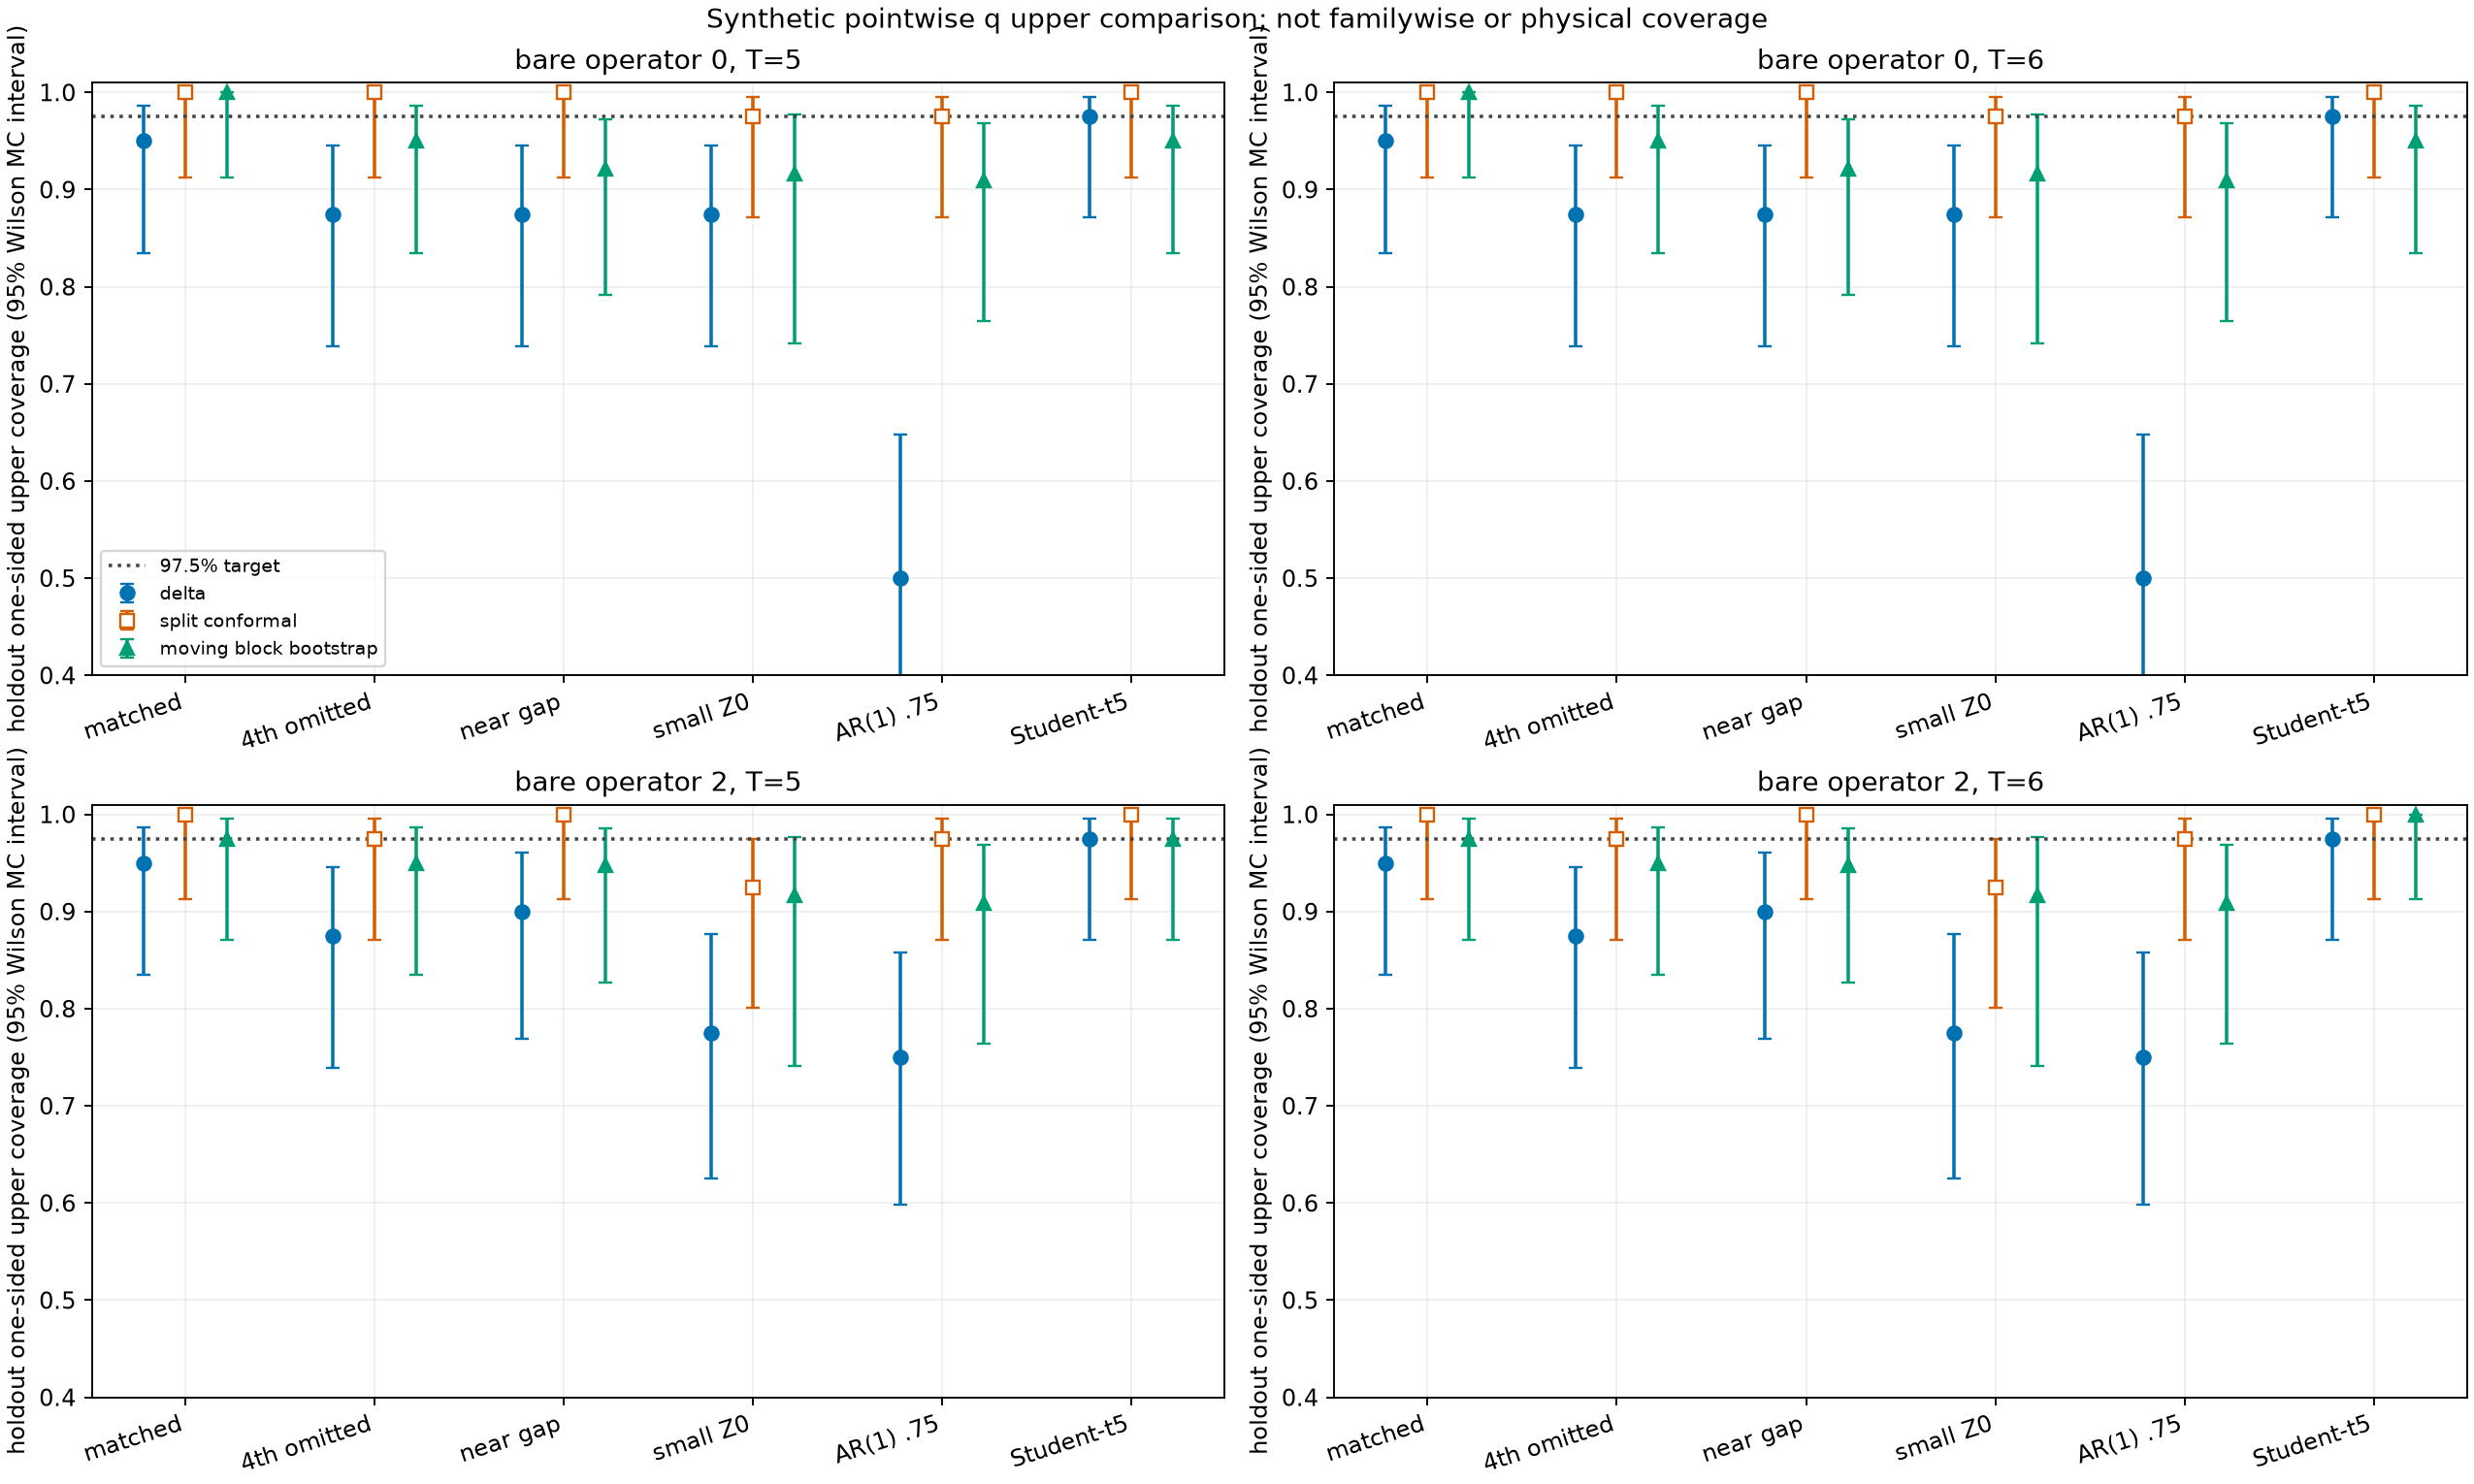 Synthetic pointwise q upper comparison; not familywise or physical coverage
bare operator 0, T=5
holdout one-sided upper coverage (95% Wilson MC interval)
1.0
0.9
0.8
0.7
0.6
0.5
0.4
97.5% target
delta
split conformal
moving block bootstrap
matched
4th omitted
near gap
small Z0
AR(1) .75
Student-t5
bare operator 0, T=6
holdout one-sided upper coverage (95% Wilson MC interval)
1.0
0.9
0.8
0.7
0.6
0.5
0.4
matched
4th omitted
near gap
small Z0
AR(1) .75
Student-t5
bare operator 2, T=5
holdout one-sided upper coverage (95% Wilson MC interval)
1.0
0.9
0.8
0.7
0.6
0.5
0.4
matched
4th omitted
near gap
small Z0
AR(1) .75
Student-t5
bare operator 2, T=6
holdout one-sided upper coverage (95% Wilson MC interval)
1.0
0.9
0.8
0.7
0.6
0.5
0.4
matched
4th omitted
near gap
small Z0
AR(1) .75
Student-t5